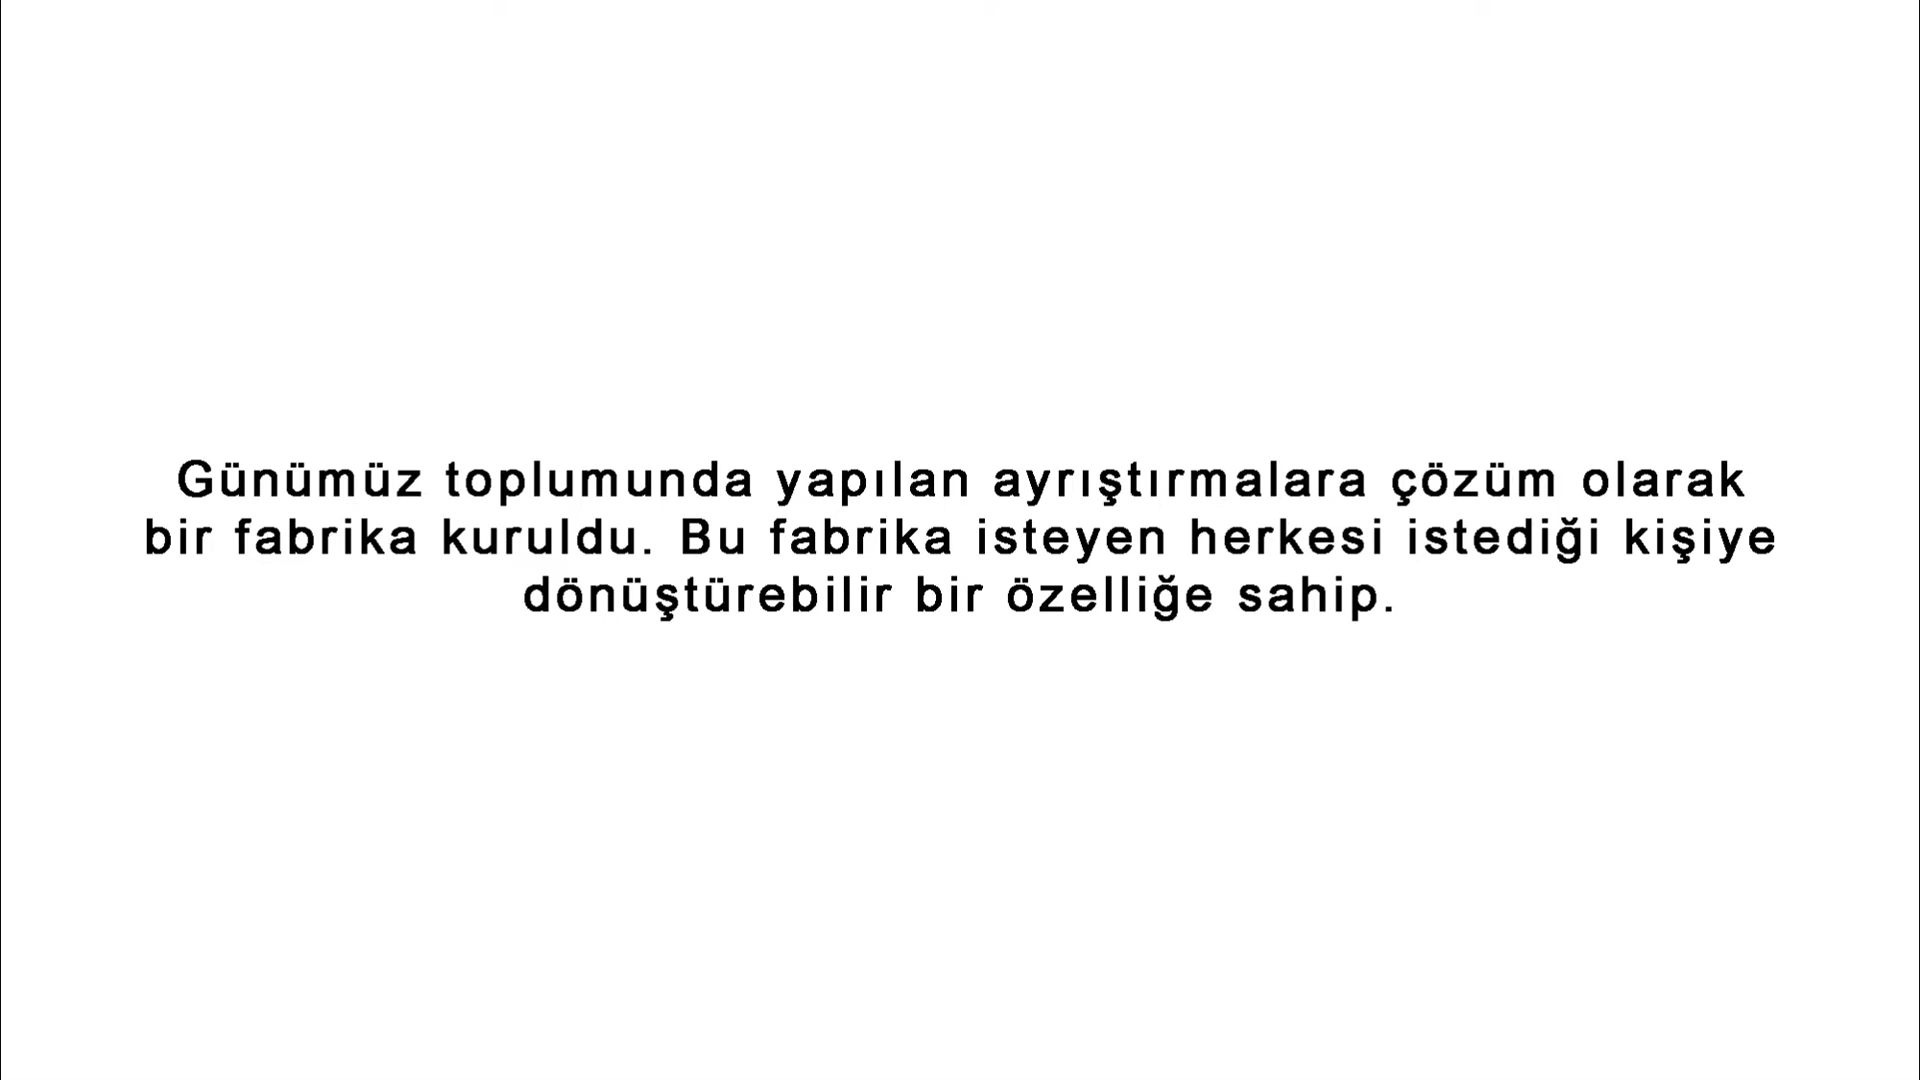 Günümüz toplumunda yapılan ayrıştırmalara çözüm olarak
bir fabrika kuruldu. Bu fabrika isteyen herkesi istediği kişiye
dönüştürebilir bir özelliğe sahip.